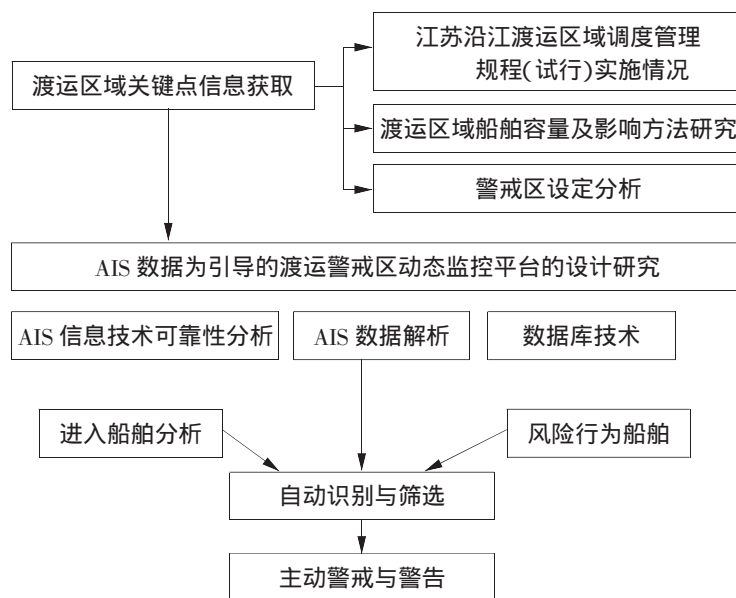 江苏沿江渡运区域调度管理
规程(试行)实施情况
渡运区域关键点信息获取
渡运区域船舶容量及影响方法研究
警戒区设定分析
AIS 数据为引导的渡运警戒区动态监控平台的设计研究
AIS 信息技术可靠性分析
AIS 数据解析
数据库技术
进入船舶分析
风险行为船舶
自动识别与筛选
主动警戒与警告